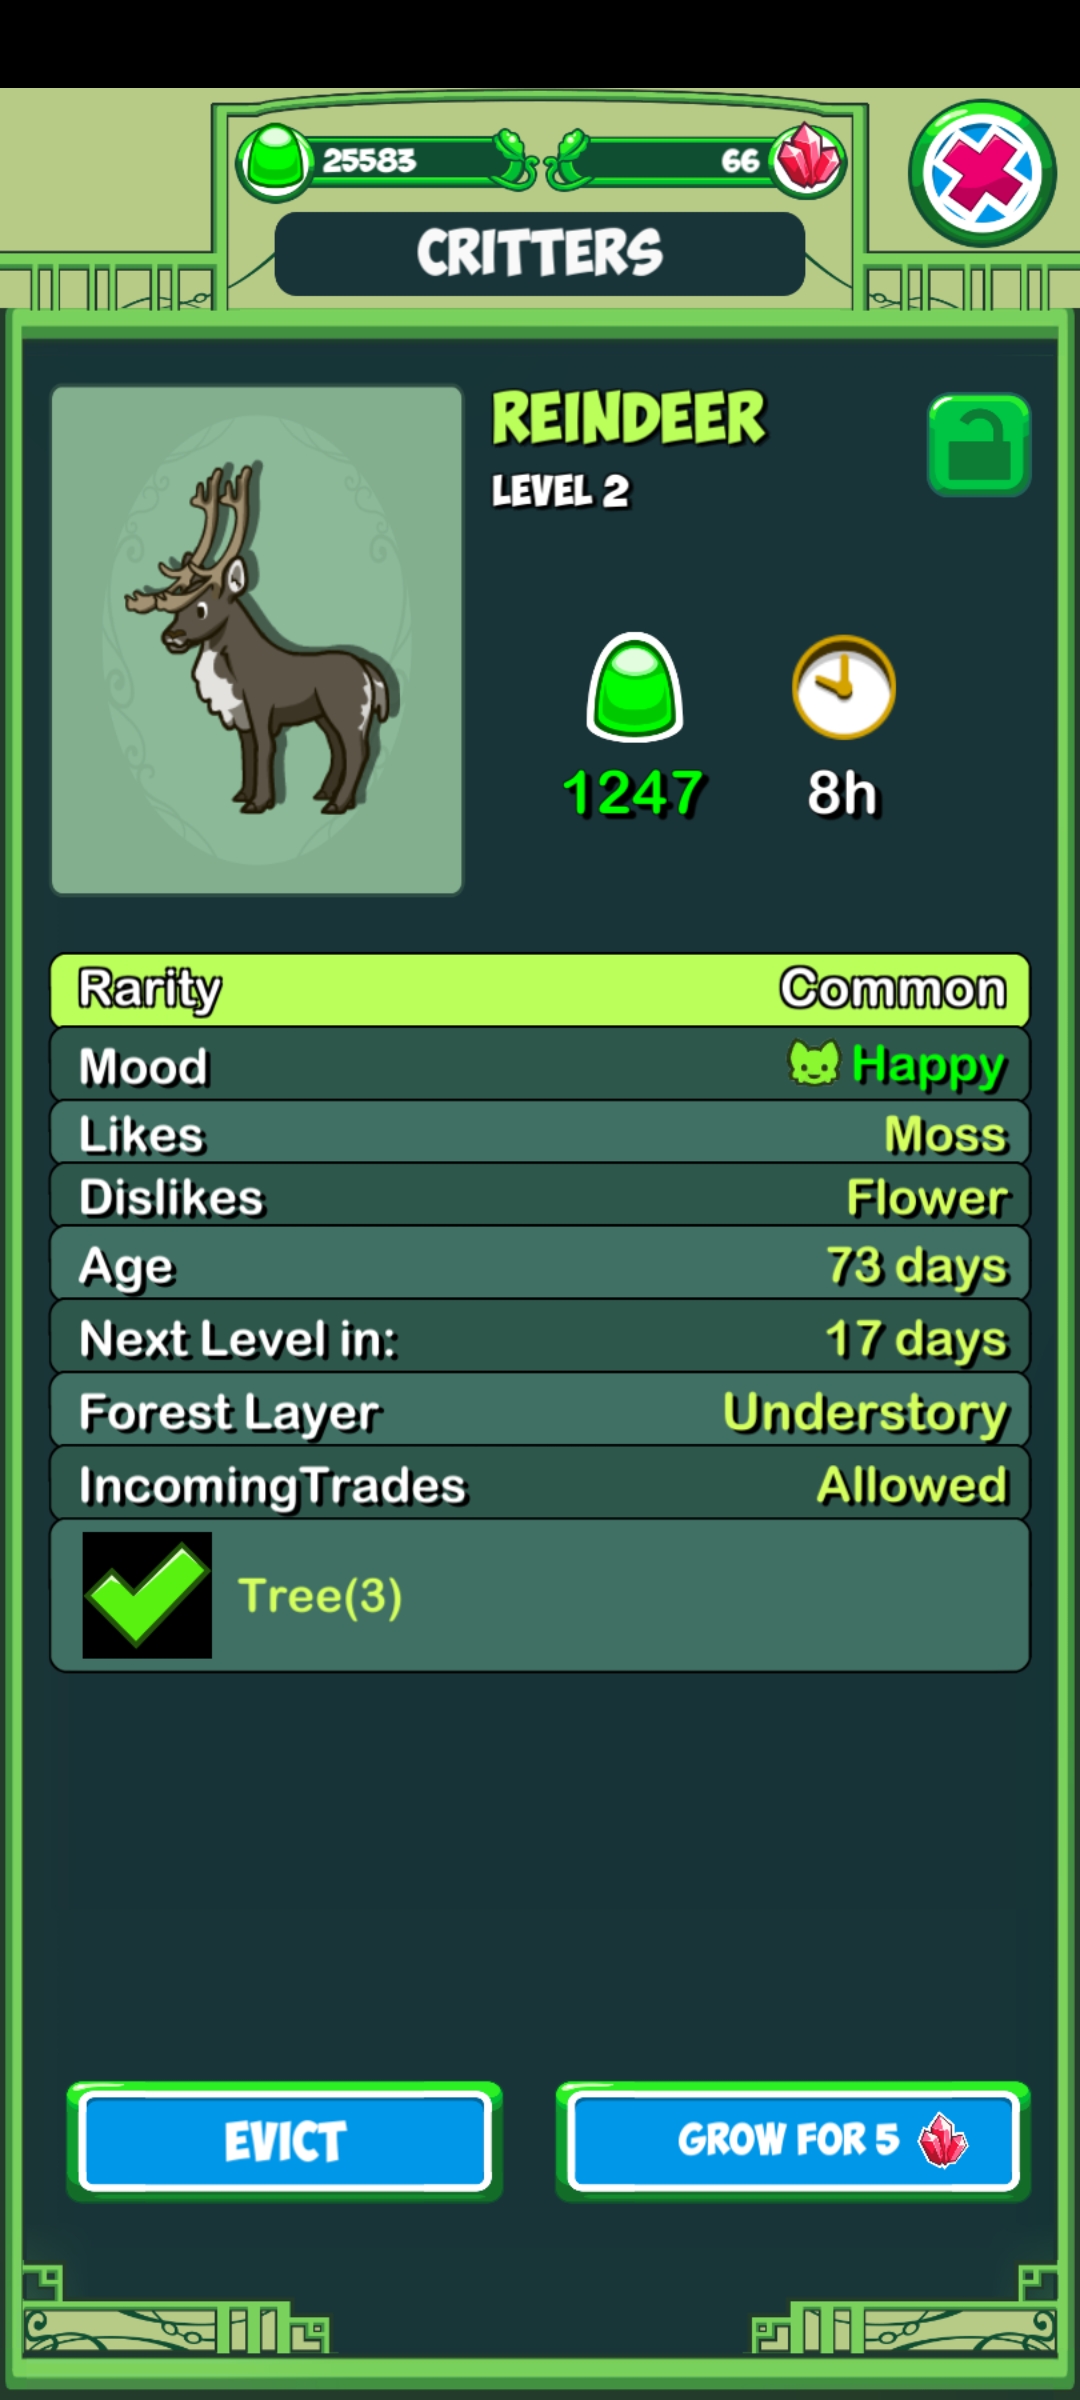 25583 66
CRITTERS
REINDEER
LEVEL 2
1247 8h
Rarity Common
Mood Happy
Likes Moss
Dislikes Flower
Age 73 days
Next Level in: 17 days
Forest Layer Understory
IncomingTrades Allowed
Tree(3)
EVICT GROW FOR 5